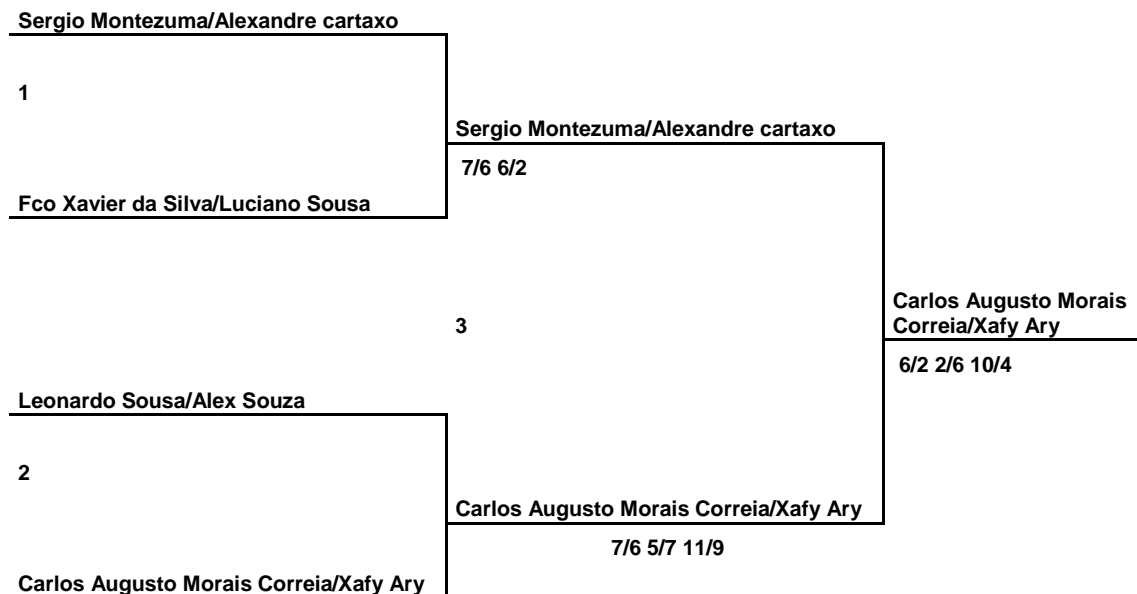 Sergio Montezuma/Alexandre cartaxo
1
Sergio Montezuma/Alexandre cartaxo
7/6 6/2
Fco Xavier da Silva/Luciano Sousa
3
Carlos Augusto Morais
Correia/Xafy Ary
6/2 2/6 10/4
Leonardo Sousa/Alex Souza
2
Carlos Augusto Morais Correia/Xafy Ary
7/6 5/7 11/9
Carlos Augusto Morais Correia/Xafy Ary